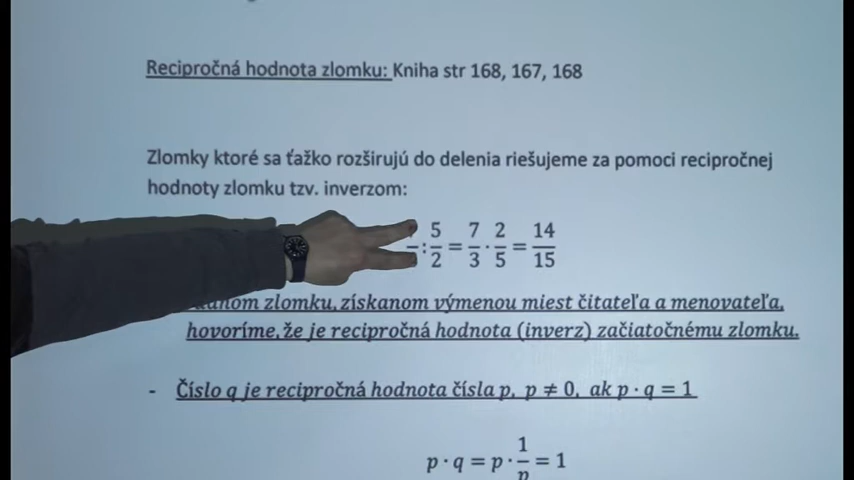 Recipročná hodnota zlomku: Kniha str 168, 167, 168
Zlomky ktoré sa ťažko rozširujú do delenia riešujeme za pomoci recipročnej
hodnoty zlomku tzv. inverzom:
: 5/2 = 7/3 · 2/5 = 14/15
zlomku, získanom výmenou miest čitateľa a menovateľa,
hovoríme, že je recipročná hodnota (inverz) začiatočnému zlomku.
- Číslo q je recipročná hodnota čísla p, p ≠ 0, ak p · q = 1
p · q = p · 1/p = 1